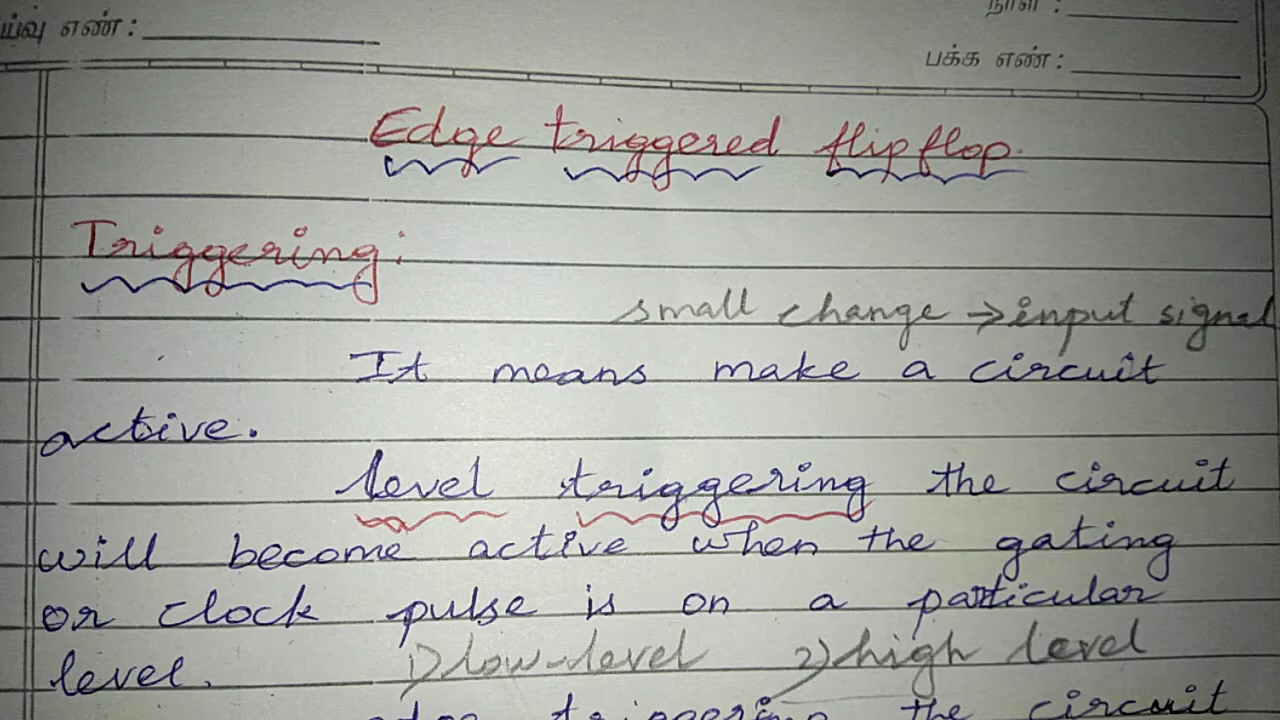 நாள் :
ய்வு எண் :
பக்க எண் :
Edge triggered flipflop.
Triggering :
small change → input signal
It means make a circuit
active.
level triggering the circuit
will become active when the gating
or clock pulse is on a particular
level. 1) low-level 2) high level
edge triggering the circuit